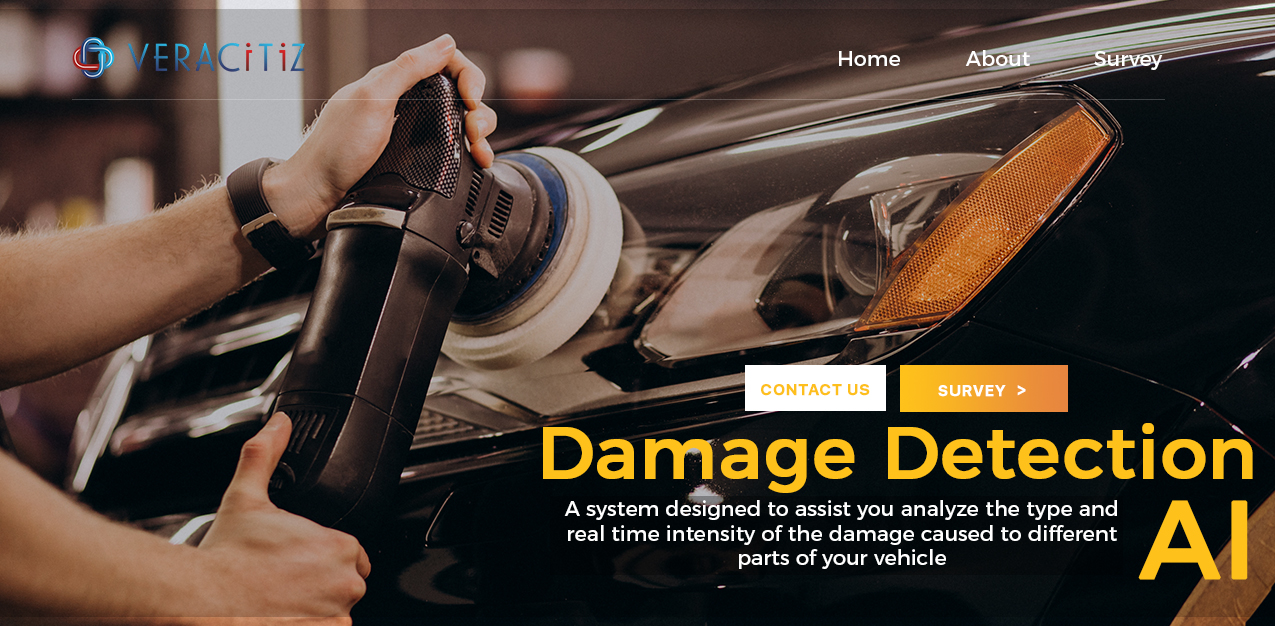 VERACiTiZ
Home About Survey
CONTACT US SURVEY >
Damage Detection
AI
A system designed to assist you analyze the type and
real time intensity of the damage caused to different
parts of your vehicle